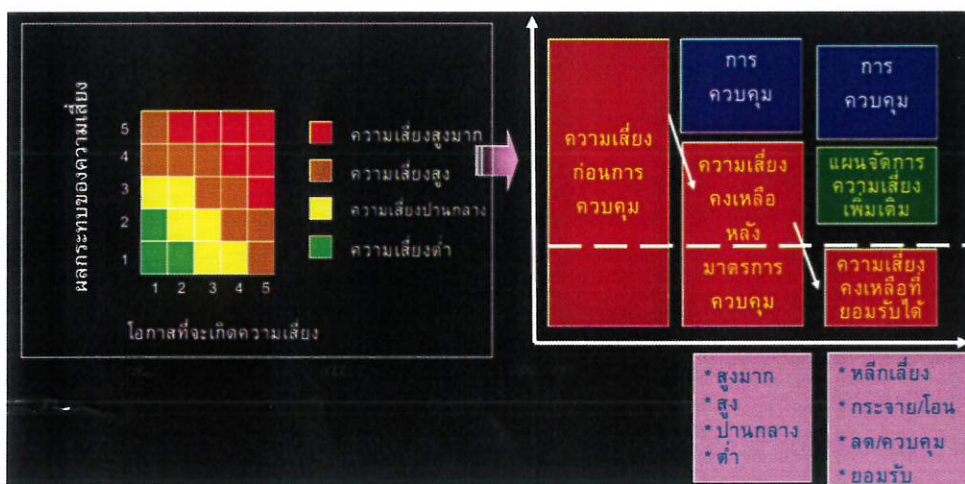 ผลกระทบของความเสี่ยง
5
4
3
2
1
1 2 3 4 5
โอกาสที่จะเกิดความเสี่ยง
ความเสี่ยงสูงมาก
ความเสี่ยงสูง
ความเสี่ยงปานกลาง
ความเสี่ยงต่ำ
ความเสี่ยง
ก่อนการ
ควบคุม
การ
ควบคุม
ความเสี่ยง
คงเหลือ
หลัง
มาตรการ
ควบคุม
การ
ควบคุม
แผนจัดการ
ความเสี่ยง
เพิ่มเติม
ความเสี่ยง
คงเหลือที่
ยอมรับได้
* สูงมาก
* สูง
* ปานกลาง
* ต่ำ
* หลีกเลี่ยง
* กระจาย/โอน
* ลด/ควบคุม
* ยอมรับ